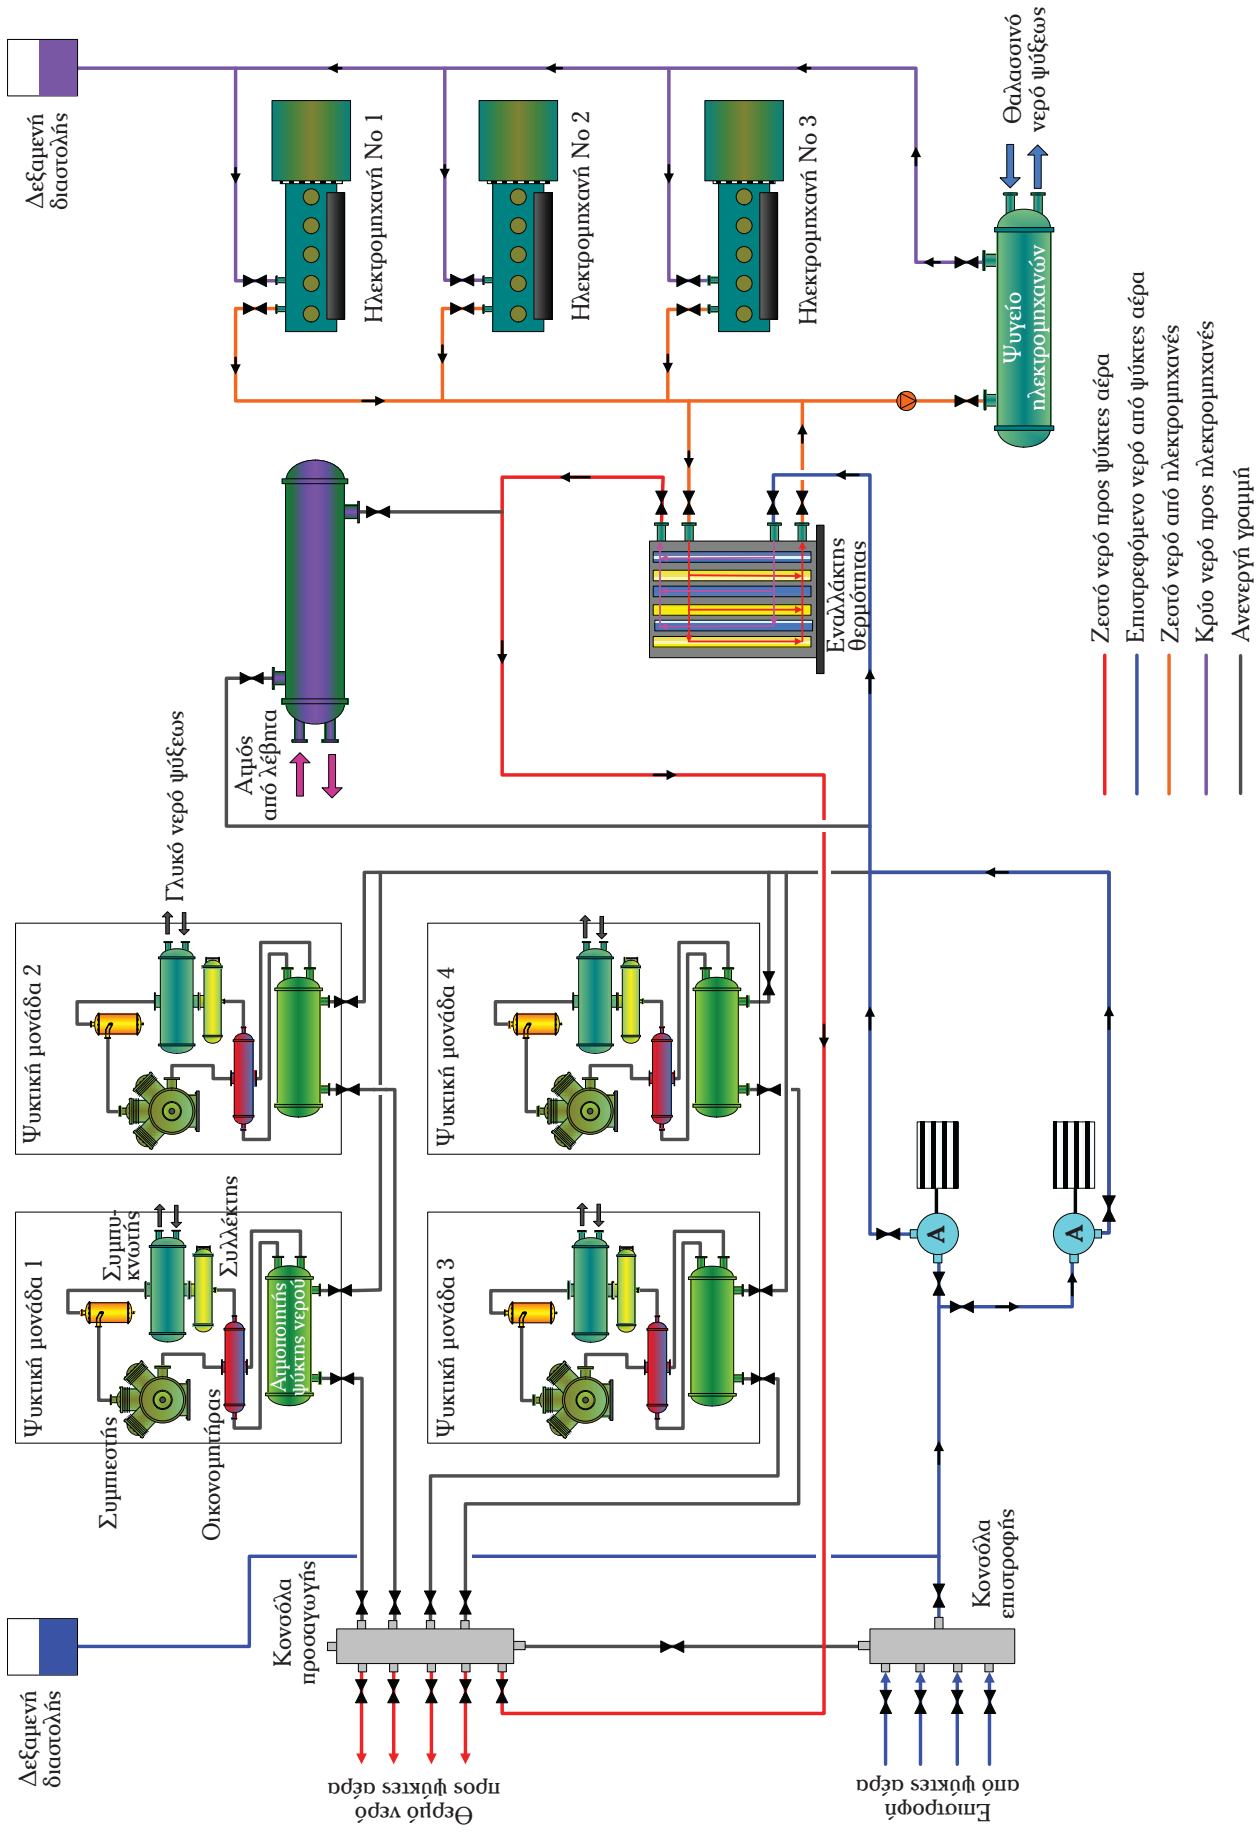 Δεξαμενή
διαστολής
Ψυκτική μονάδα 1
Ψυκτική μονάδα 2
Δεξαμενή
διαστολής
Συμπιεστής
Συμπυ-
κνωτής
Γλυκό νερό ψύξεως
Οικονομητήρας
Συλλέκτης
Ατμός
από λέβητα
Ατμοποιητής
ψύκτης νερού
Κονσόλα
προσαγωγής
Ηλεκτρομηχανή Νο 1
Θερμό νερό
προς ψύκτες αέρα
Ψυκτική μονάδα 3
Ψυκτική μονάδα 4
Ηλεκτρομηχανή Νο 2
Ηλεκτρομηχανή Νο 3
Εναλλάκτης
θερμότητας
Επιστροφή
από ψύκτες αέρα
Κονσόλα
επιστροφής
Α
Α
Ψυγείο
ηλεκτρομηχανών
Θαλασσινό
νερό ψύξεως
Ζεστό νερό προς ψύκτες αέρα
Επιστρεφόμενο νερό από ψύκτες αέρα
Ζεστό νερό από ηλεκτρομηχανές
Κρύο νερό προς ηλεκτρομηχανές
Ανενεργή γραμμή